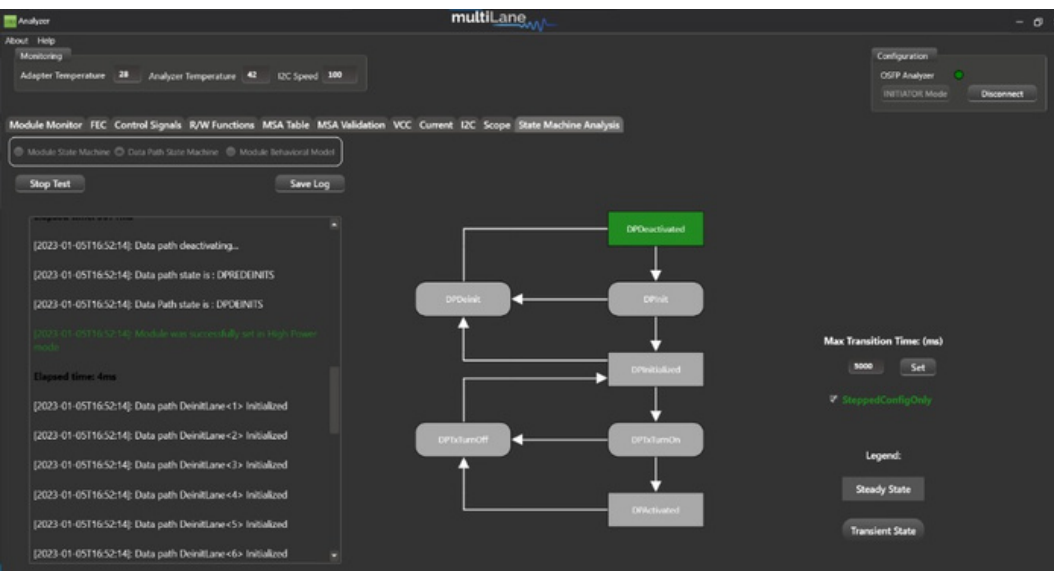 Analyzer
multiLane
About Help
Monitoring
Adapter Temperature 28 Analyzer Temperature 42 I2C Speed 100
Configuration
OSFP Analyzer
INITIATOR Mode Disconnect
Module Monitor FEC Control Signals R/W Functions MSA Table MSA Validation VCC Current I2C Scope State Machine Analysis
Module State Machine Data Path State Machine Module Behavioral Model
Stop Test Save Log
[2023-01-05T16:52:14]: Data path deactivating...
[2023-01-05T16:52:14]: Data path state is : DPREDEINITS
[2023-01-05T16:52:14]: Data Path state is : DPDEINITS
[2023-01-05T16:52:14]: Module was successfully set in High Power
mode
Elapsed time: 4ms
[2023-01-05T16:52:14]: Data path DeinitLane<1> Initialized
[2023-01-05T16:52:14]: Data path DeinitLane<2> Initialized
[2023-01-05T16:52:14]: Data path DeinitLane<3> Initialized
[2023-01-05T16:52:14]: Data path DeinitLane<4> Initialized
[2023-01-05T16:52:14]: Data path DeinitLane<5> Initialized
[2023-01-05T16:52:14]: Data path DeinitLane<6> Initialized
DPDeactivated
DPDeinit DPInit
DPInitialized
DPTxTurnOff DPTxTurnOn
DPActivated
Max Transition Time: (ms)
5000 Set
SteppedConfigOnly
Legend:
Steady State
Transient State